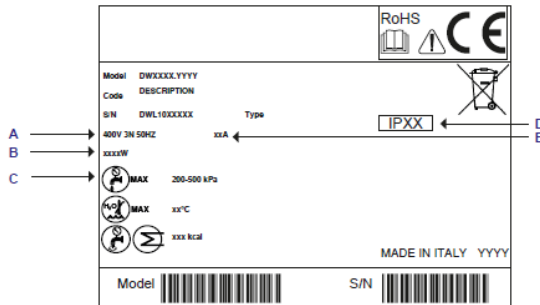 RoHS
CE
Model DWXXXX.YYYY
Code DESCRIPTION
S/N DWL10XXXXX Type
IPXX D
A 400V 3N 50HZ xxA E
B xxxxW
C MAX 200-500 kPa
H₂O MAX xx°C
xxx kcal
MADE IN ITALY YYYY
Model S/N